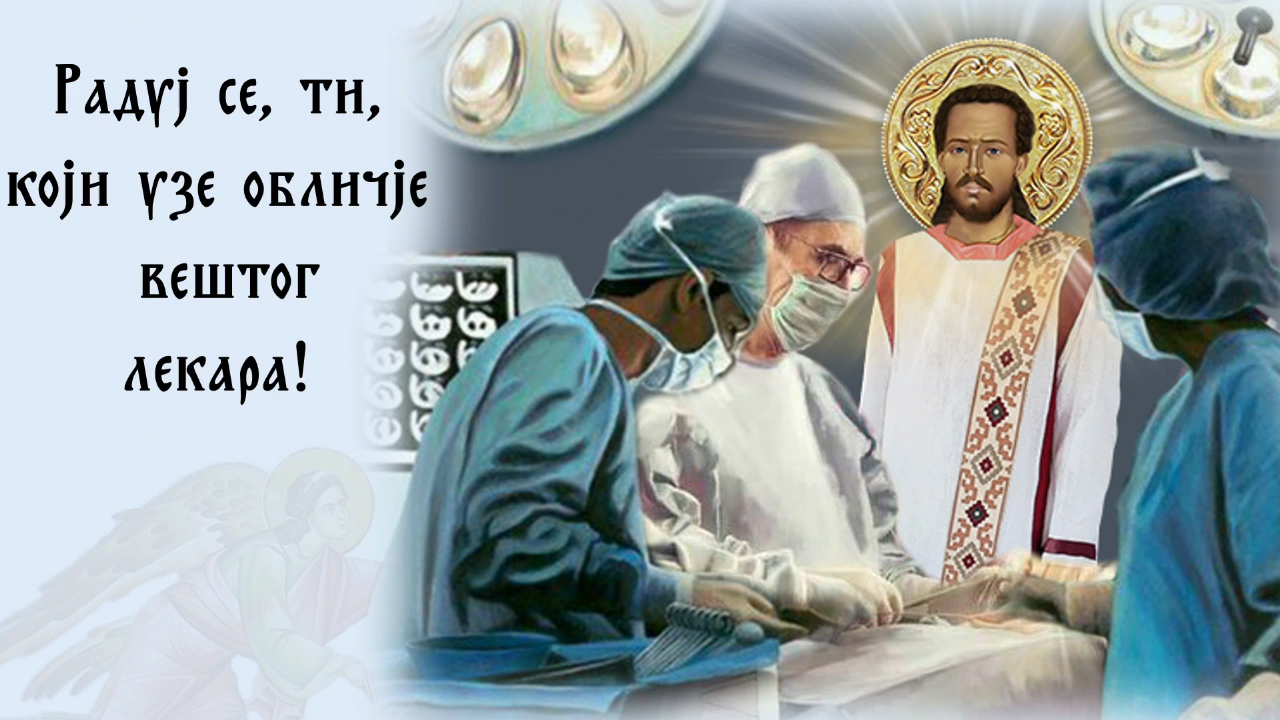 Радуј се, ти,
који узе обличје
вештог
лекара!